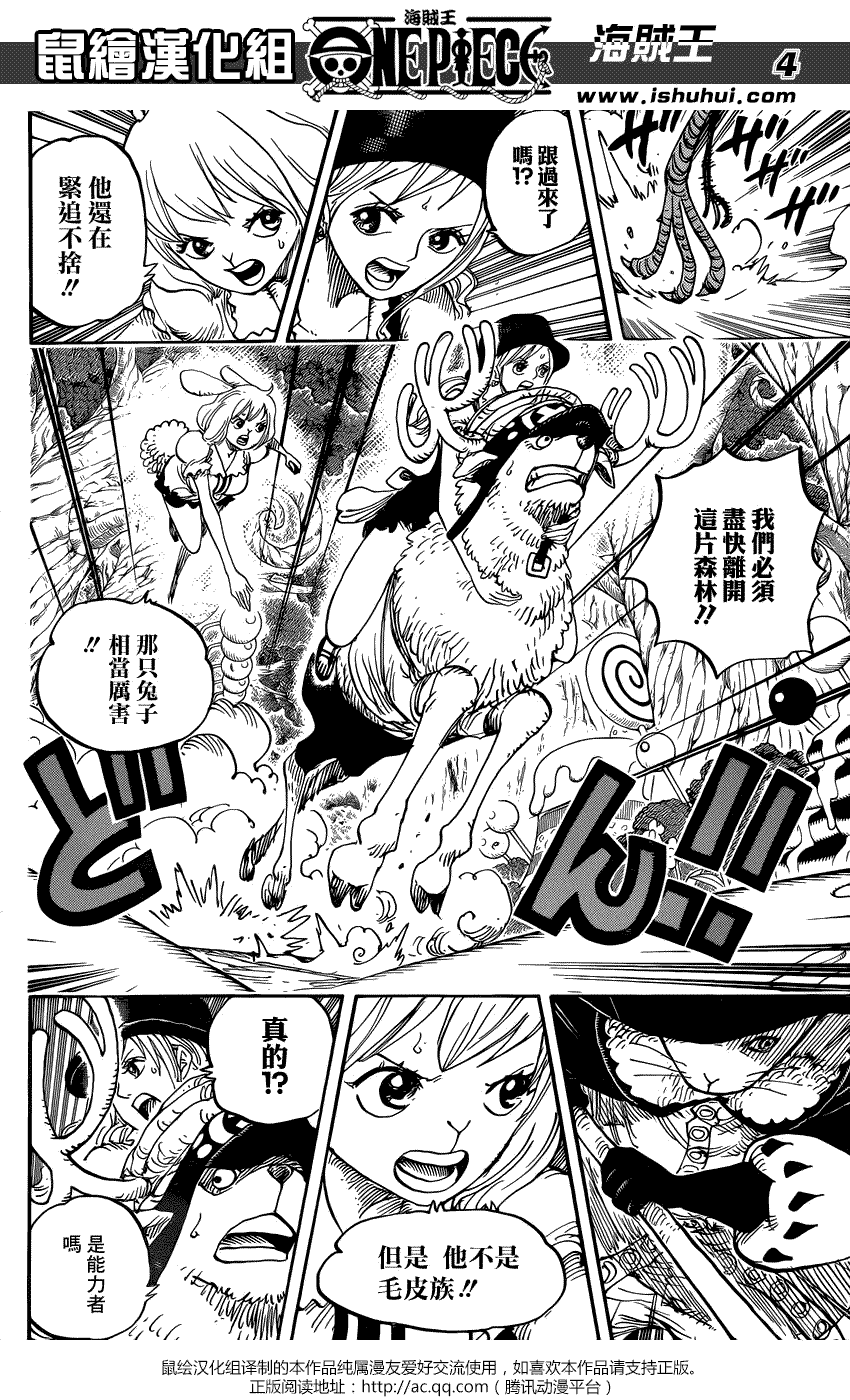 鼠繪漢化組
海賊王
ONE PIECE
海賊王
4
www.ishuhui.com
ザザザザ
跟過來了
嗎!?
他還在
緊追不捨!!
我們必須
盡快離開
這片森林!!
那只兔子
相當厲害
!!
ど
ん
真的!?
但是 他不是
毛皮族!!
是能力者
嗎
鼠绘汉化组译制的本作品纯属漫友爱好交流使用，如喜欢本作品请支持正版。
正版阅读地址：http://ac.qq.com（腾讯动漫平台）